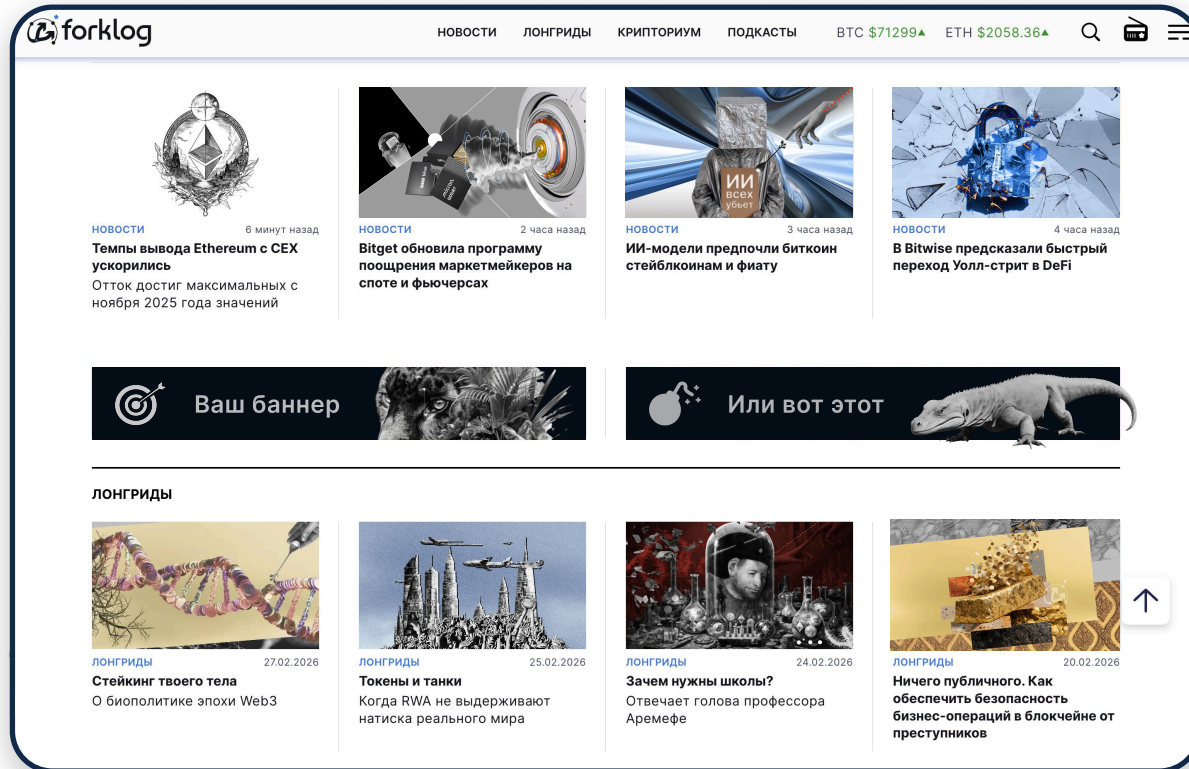 forklog
НОВОСТИ ЛОНГРИДЫ КРИПТОРИУМ ПОДКАСТЫ BTC $71299 ETH $2058.36
ИИ
всех
убьет
НОВОСТИ 6 минут назад
Темпы вывода Ethereum с CEX
ускорились
Отток достиг максимальных с
ноября 2025 года значений
НОВОСТИ 2 часа назад
Bitget обновила программу
поощрения маркетмейкеров на
споте и фьючерсах
НОВОСТИ 3 часа назад
ИИ-модели предпочли биткоин
стейблкоинам и фиату
НОВОСТИ 4 часа назад
В Bitwise предсказали быстрый
переход Уолл-стрит в DeFi
Ваш баннер
Или вот этот
ЛОНГРИДЫ
ЛОНГРИДЫ 27.02.2026
Стейкинг твоего тела
О биополитике эпохи Web3
ЛОНГРИДЫ 25.02.2026
Токены и танки
Когда RWA не выдерживают
натиска реального мира
ЛОНГРИДЫ 24.02.2026
Зачем нужны школы?
Отвечает голова профессора
Аремефе
ЛОНГРИДЫ 20.02.2026
Ничего публичного. Как
обеспечить безопасность
бизнес-операций в блокчейне от
преступников